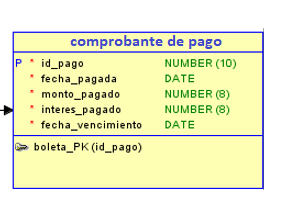 comprobante de pago
P * id_pago NUMBER (10)
* fecha_pagada DATE
* monto_pagado NUMBER (8)
* interes_pagado NUMBER (8)
* fecha_vencimiento DATE
boleta_PK (id_pago)